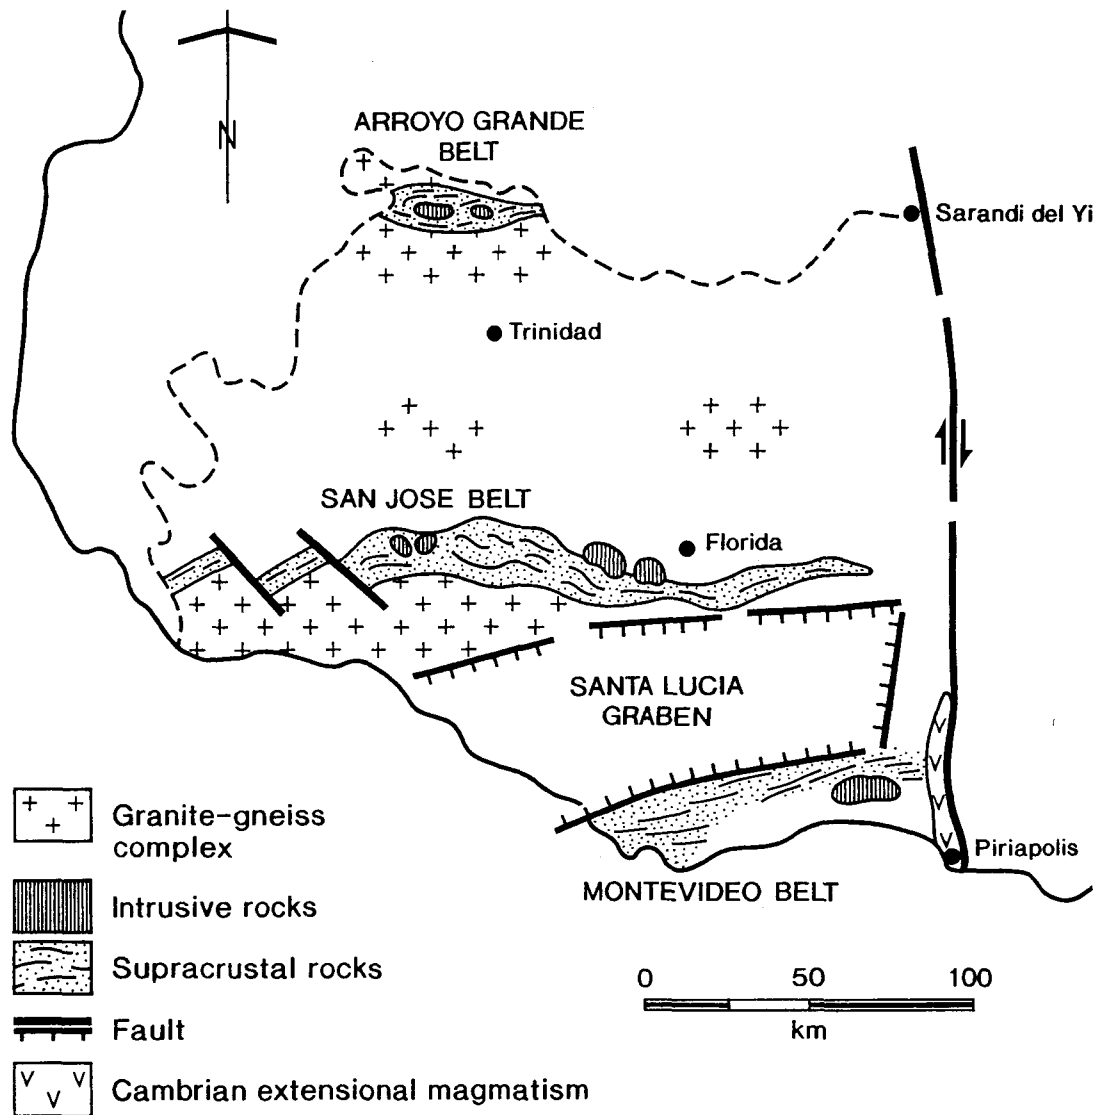 ARROYO GRANDE
BELT
N
Sarandi del Yi
Trinidad
SAN JOSE BELT
Florida
SANTA LUCIA
GRABEN
Granite-gneiss
complex
Piriapolis
MONTEVIDEO BELT
Intrusive rocks
Supracrustal rocks
0 50 100
km
Fault
Cambrian extensional magmatism